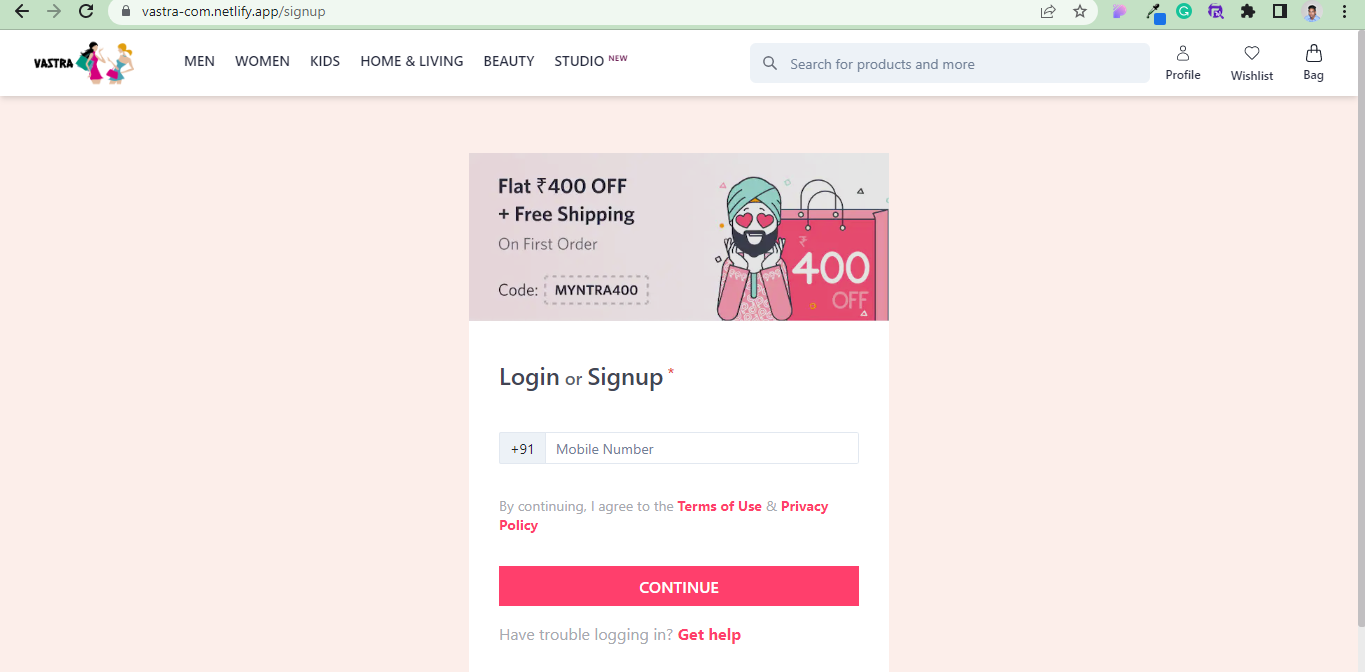 vastra-com.netlify.app/signup
VASTRA
MEN WOMEN KIDS HOME & LIVING BEAUTY STUDIO NEW
Search for products and more
Profile Wishlist Bag
Flat ₹400 OFF
+ Free Shipping
On First Order
Code: MYNTRA400
₹
400
OFF
Login or Signup *
+91 Mobile Number
By continuing, I agree to the Terms of Use & Privacy
Policy
CONTINUE
Have trouble logging in? Get help